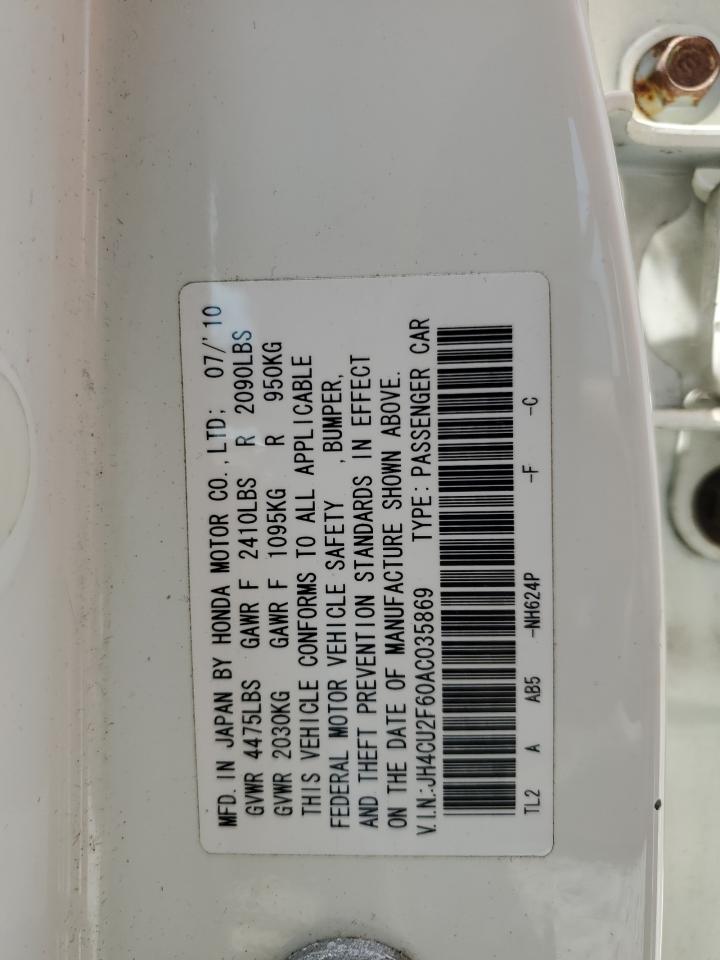 MFD. IN JAPAN BY HONDA MOTOR CO., LTD; 07/'10
GVWR 4475LBS GAWR F 2410LBS R 2090LBS
GVWR 2030KG GAWR F 1095KG R 950KG
THIS VEHICLE CONFORMS TO ALL APPLICABLE
FEDERAL MOTOR VEHICLE SAFETY , BUMPER,
AND THEFT PREVENTION STANDARDS IN EFFECT
ON THE DATE OF MANUFACTURE SHOWN ABOVE.
V.I.N.:JH4CU2F60AC035869 TYPE: PASSENGER CAR
TL2 A AB5 -NH624P -F -C